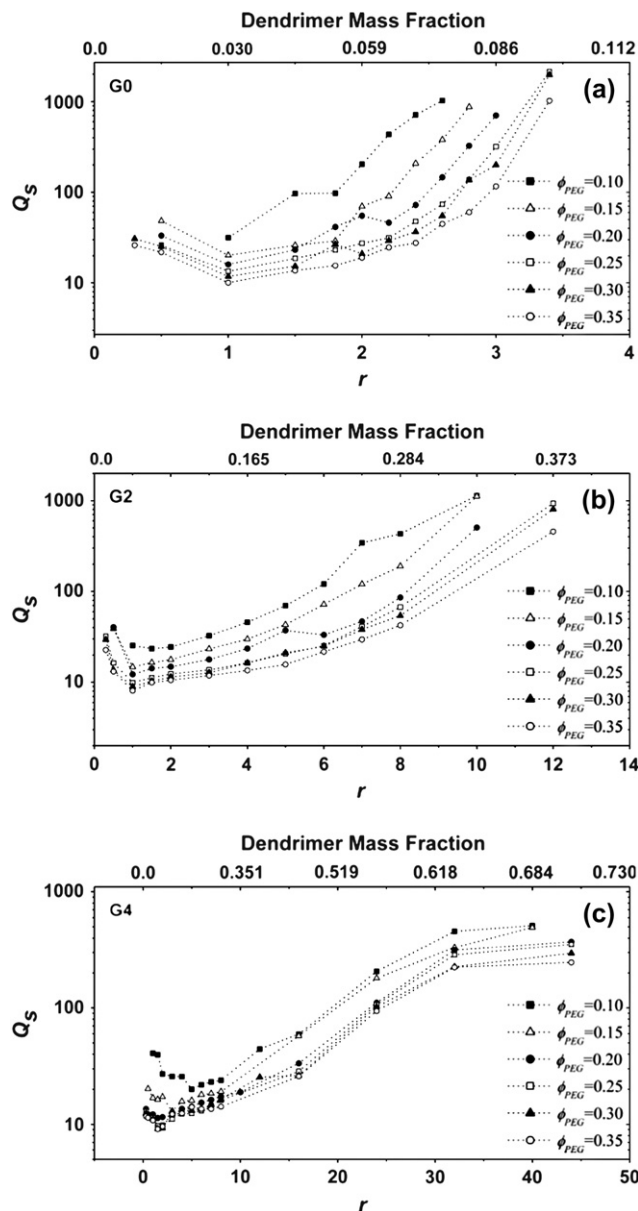 Dendrimer Mass Fraction
0.0 0.030 0.059 0.086 0.112
G0
(a)
1000
100
10
Qs
ϕPEG=0.10
ϕPEG=0.15
ϕPEG=0.20
ϕPEG=0.25
ϕPEG=0.30
ϕPEG=0.35
0 1 2 3 4
r
Dendrimer Mass Fraction
0.0 0.165 0.284 0.373
G2
(b)
1000
100
10
Qs
ϕPEG=0.10
ϕPEG=0.15
ϕPEG=0.20
ϕPEG=0.25
ϕPEG=0.30
ϕPEG=0.35
0 2 4 6 8 10 12 14
r
Dendrimer Mass Fraction
0.0 0.351 0.519 0.618 0.684 0.730
G4
(c)
1000
100
10
Qs
ϕPEG=0.10
ϕPEG=0.15
ϕPEG=0.20
ϕPEG=0.25
ϕPEG=0.30
ϕPEG=0.35
0 10 20 30 40 50
r